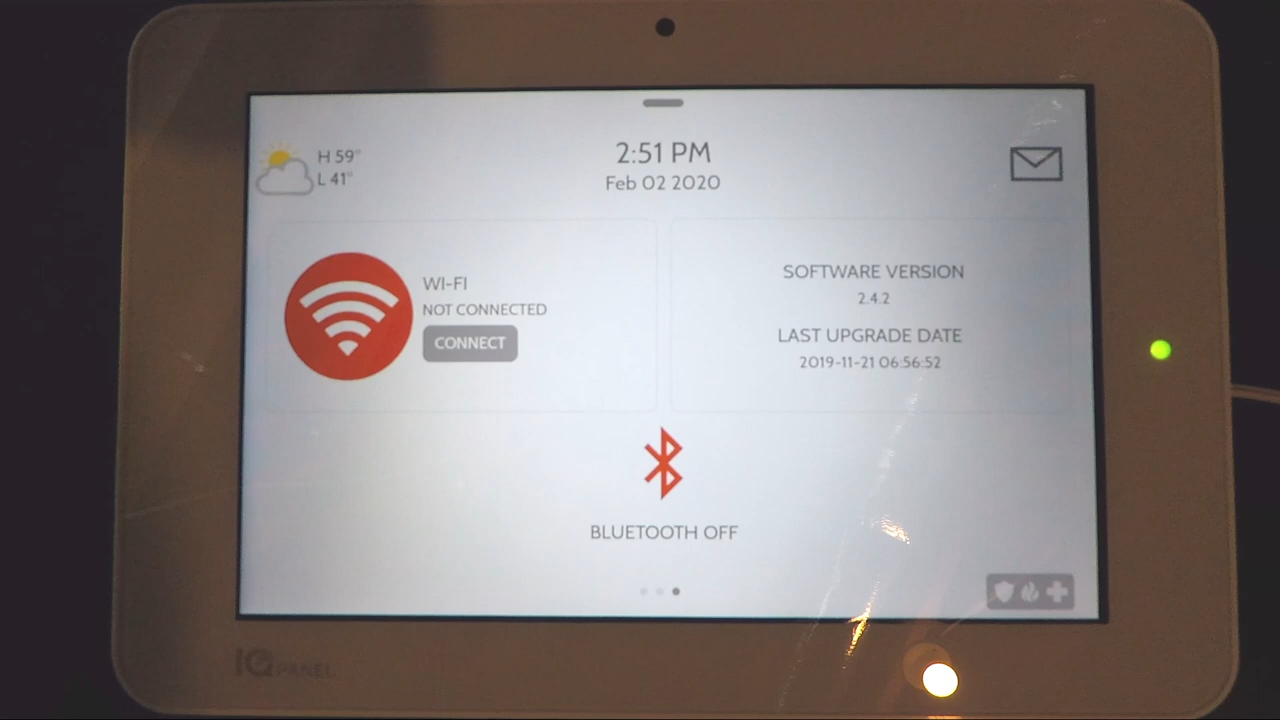 H 59°
L 41°
2:51 PM
Feb 02 2020
WI-FI
NOT CONNECTED
CONNECT
SOFTWARE VERSION
2.4.2
LAST UPGRADE DATE
2019-11-21 06:56:52
BLUETOOTH OFF
IQ PANEL